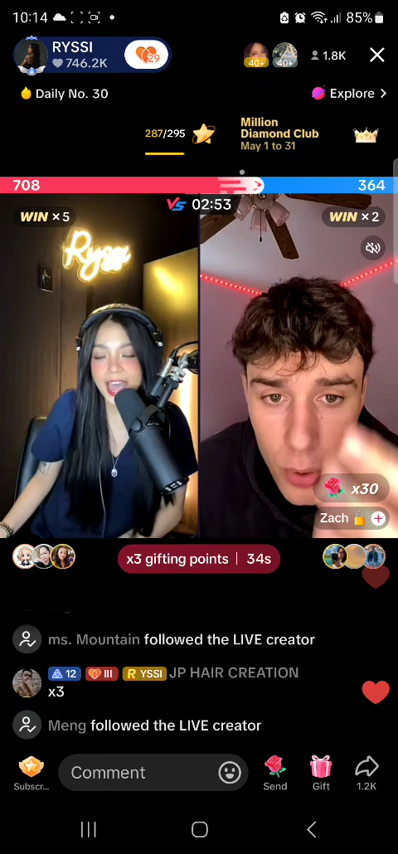 10:14
85%
RYSSI
746.2K
29
40+
40+
1.8K
Daily No. 30
Explore
287/295
Million
Diamond Club
May 1 to 31
708
364
VS 02:53
WIN ×5
WIN ×2
Ryssi
x30
Zach
x3 gifting points | 34s
ms. Mountain followed the LIVE creator
12 III R YSSI JP HAIR CREATION
x3
Meng followed the LIVE creator
Subscr...
Comment
Send
Gift
1.2K